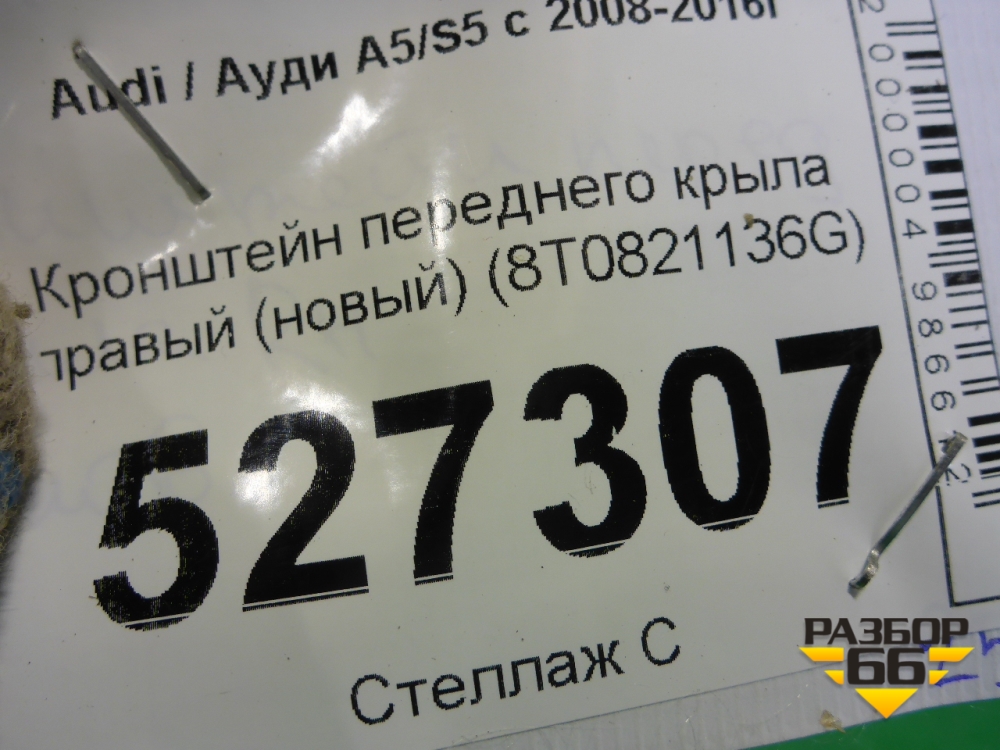 Audi / Ауди A5/S5 с 2008-2016г
Кронштейн переднего крыла
правый (новый) (8T0821136G)
527307
Стеллаж С
РАЗБОР
66